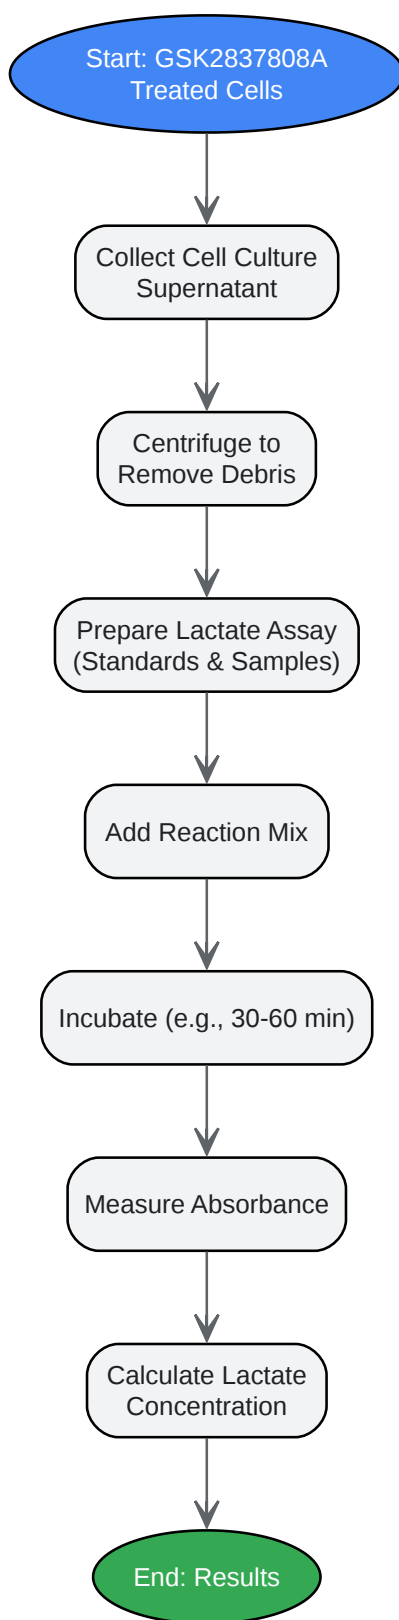 Start: GSK2837808A
Treated Cells
Collect Cell Culture
Supernatant
Centrifuge to
Remove Debris
Prepare Lactate Assay
(Standards & Samples)
Add Reaction Mix
Incubate (e.g., 30-60 min)
Measure Absorbance
Calculate Lactate
Concentration
End: Results